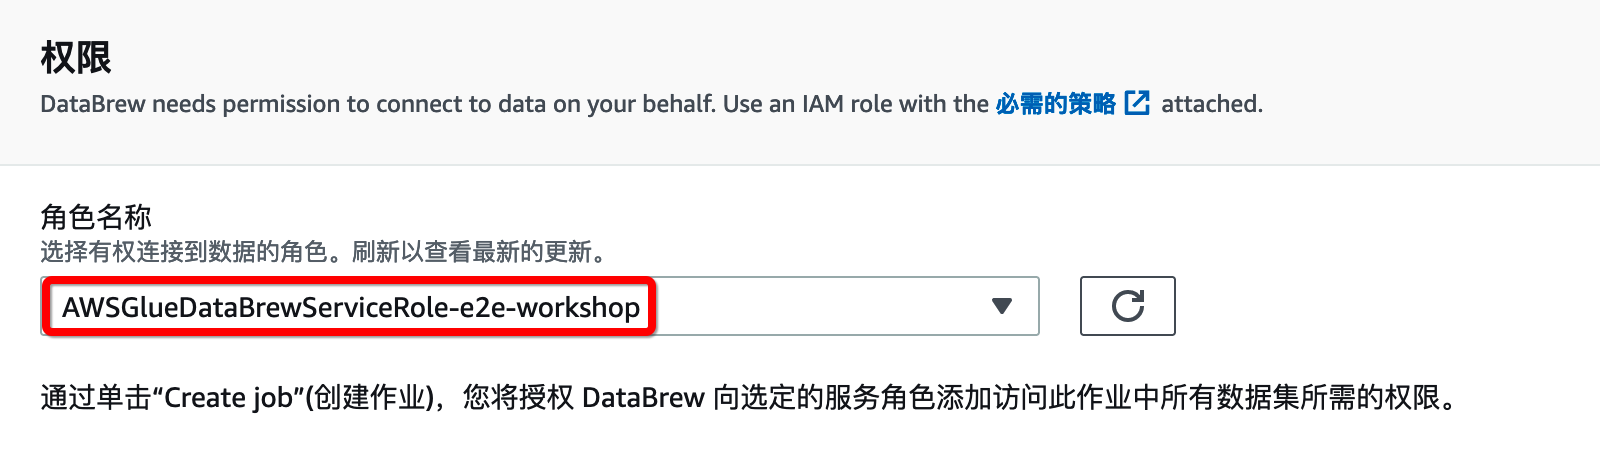 权限
DataBrew needs permission to connect to data on your behalf. Use an IAM role with the 必需的策略 attached.
角色名称
选择有权连接到数据的角色。刷新以查看最新的更新。
AWSGlueDataBrewServiceRole-e2e-workshop
通过单击“Create job”(创建作业)，您将授权 DataBrew 向选定的服务角色添加访问此作业中所有数据集所需的权限。